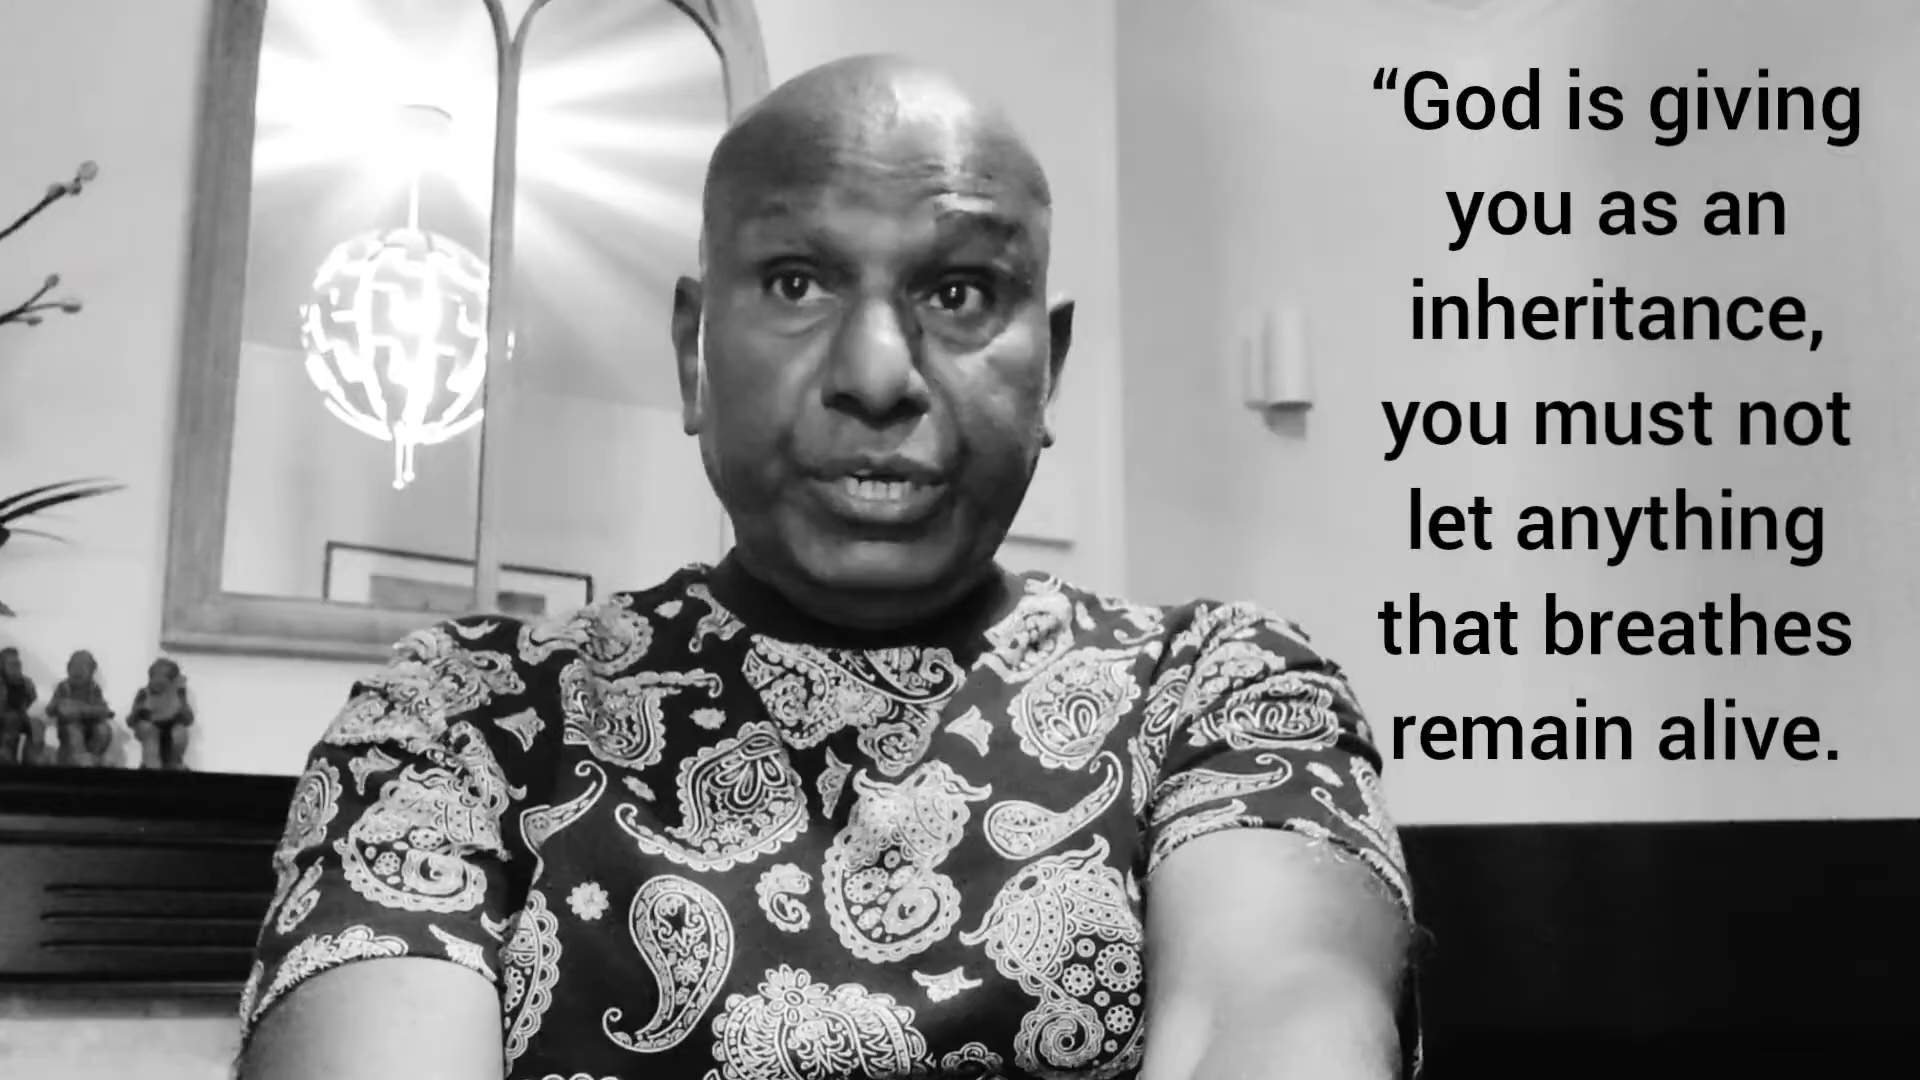 “God is giving
you as an
inheritance,
you must not
let anything
that breathes
remain alive.